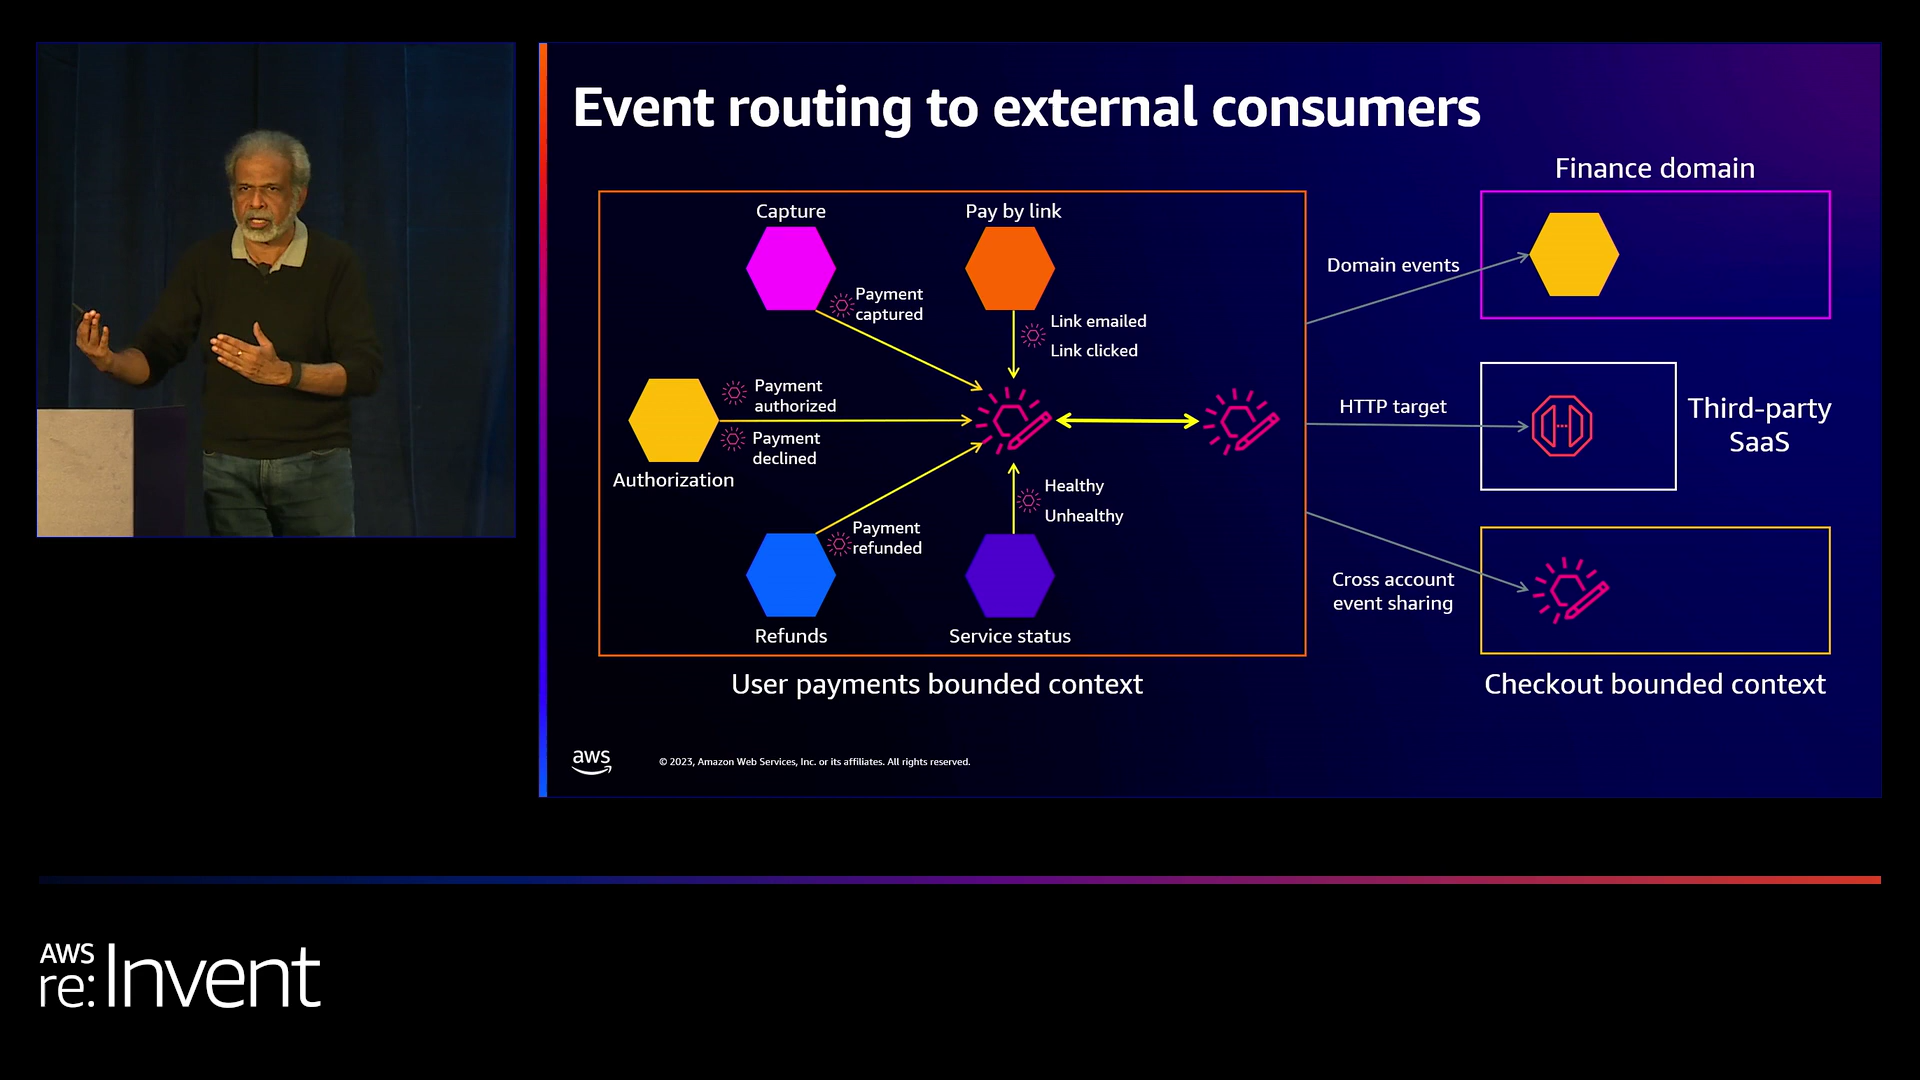 Event routing to external consumers
Finance domain
Capture
Pay by link
Payment
captured
Link emailed
Link clicked
Domain events
Payment
authorized
Payment
declined
Authorization
HTTP target
Third-party
SaaS
Healthy
Unhealthy
Payment
refunded
Cross account
event sharing
Refunds
Service status
User payments bounded context
Checkout bounded context
aws
© 2023, Amazon Web Services, Inc. or its affiliates. All rights reserved.
AWS
re:Invent